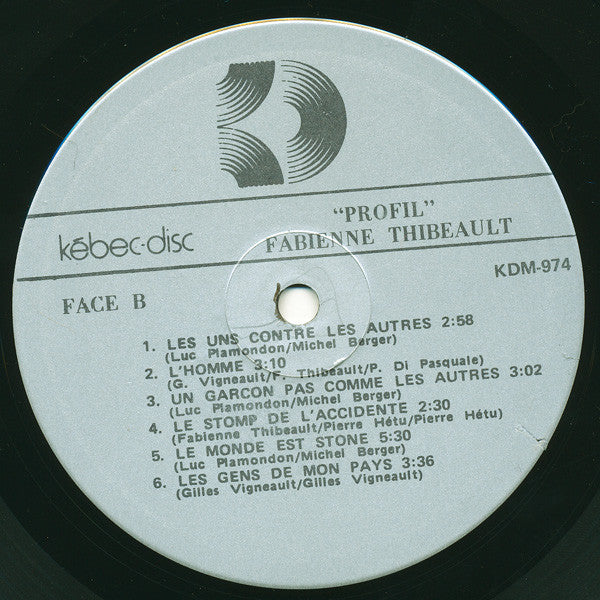 "PROFIL"
kébec-disc
FABIENNE THIBEAULT
KDM-974
FACE B
1. LES UNS CONTRE LES AUTRES 2:58
(Luc Plamondon/Michel Berger)
2. L'HOMME 3:10
(G. Vigneault/F. Thibeault/P. Di Pasquale)
3. UN GARCON PAS COMME LES AUTRES 3:02
(Luc Plamondon/Michel Berger)
4. LE STOMP DE L'ACCIDENTE 2:30
(Fabienne Thibeault/Pierre Hétu/Pierre Hétu)
5. LE MONDE EST STONE 5:30
(Luc Plamondon/Michel Berger)
6. LES GENS DE MON PAYS 3:36
(Gilles Vigneault/Gilles Vigneault)